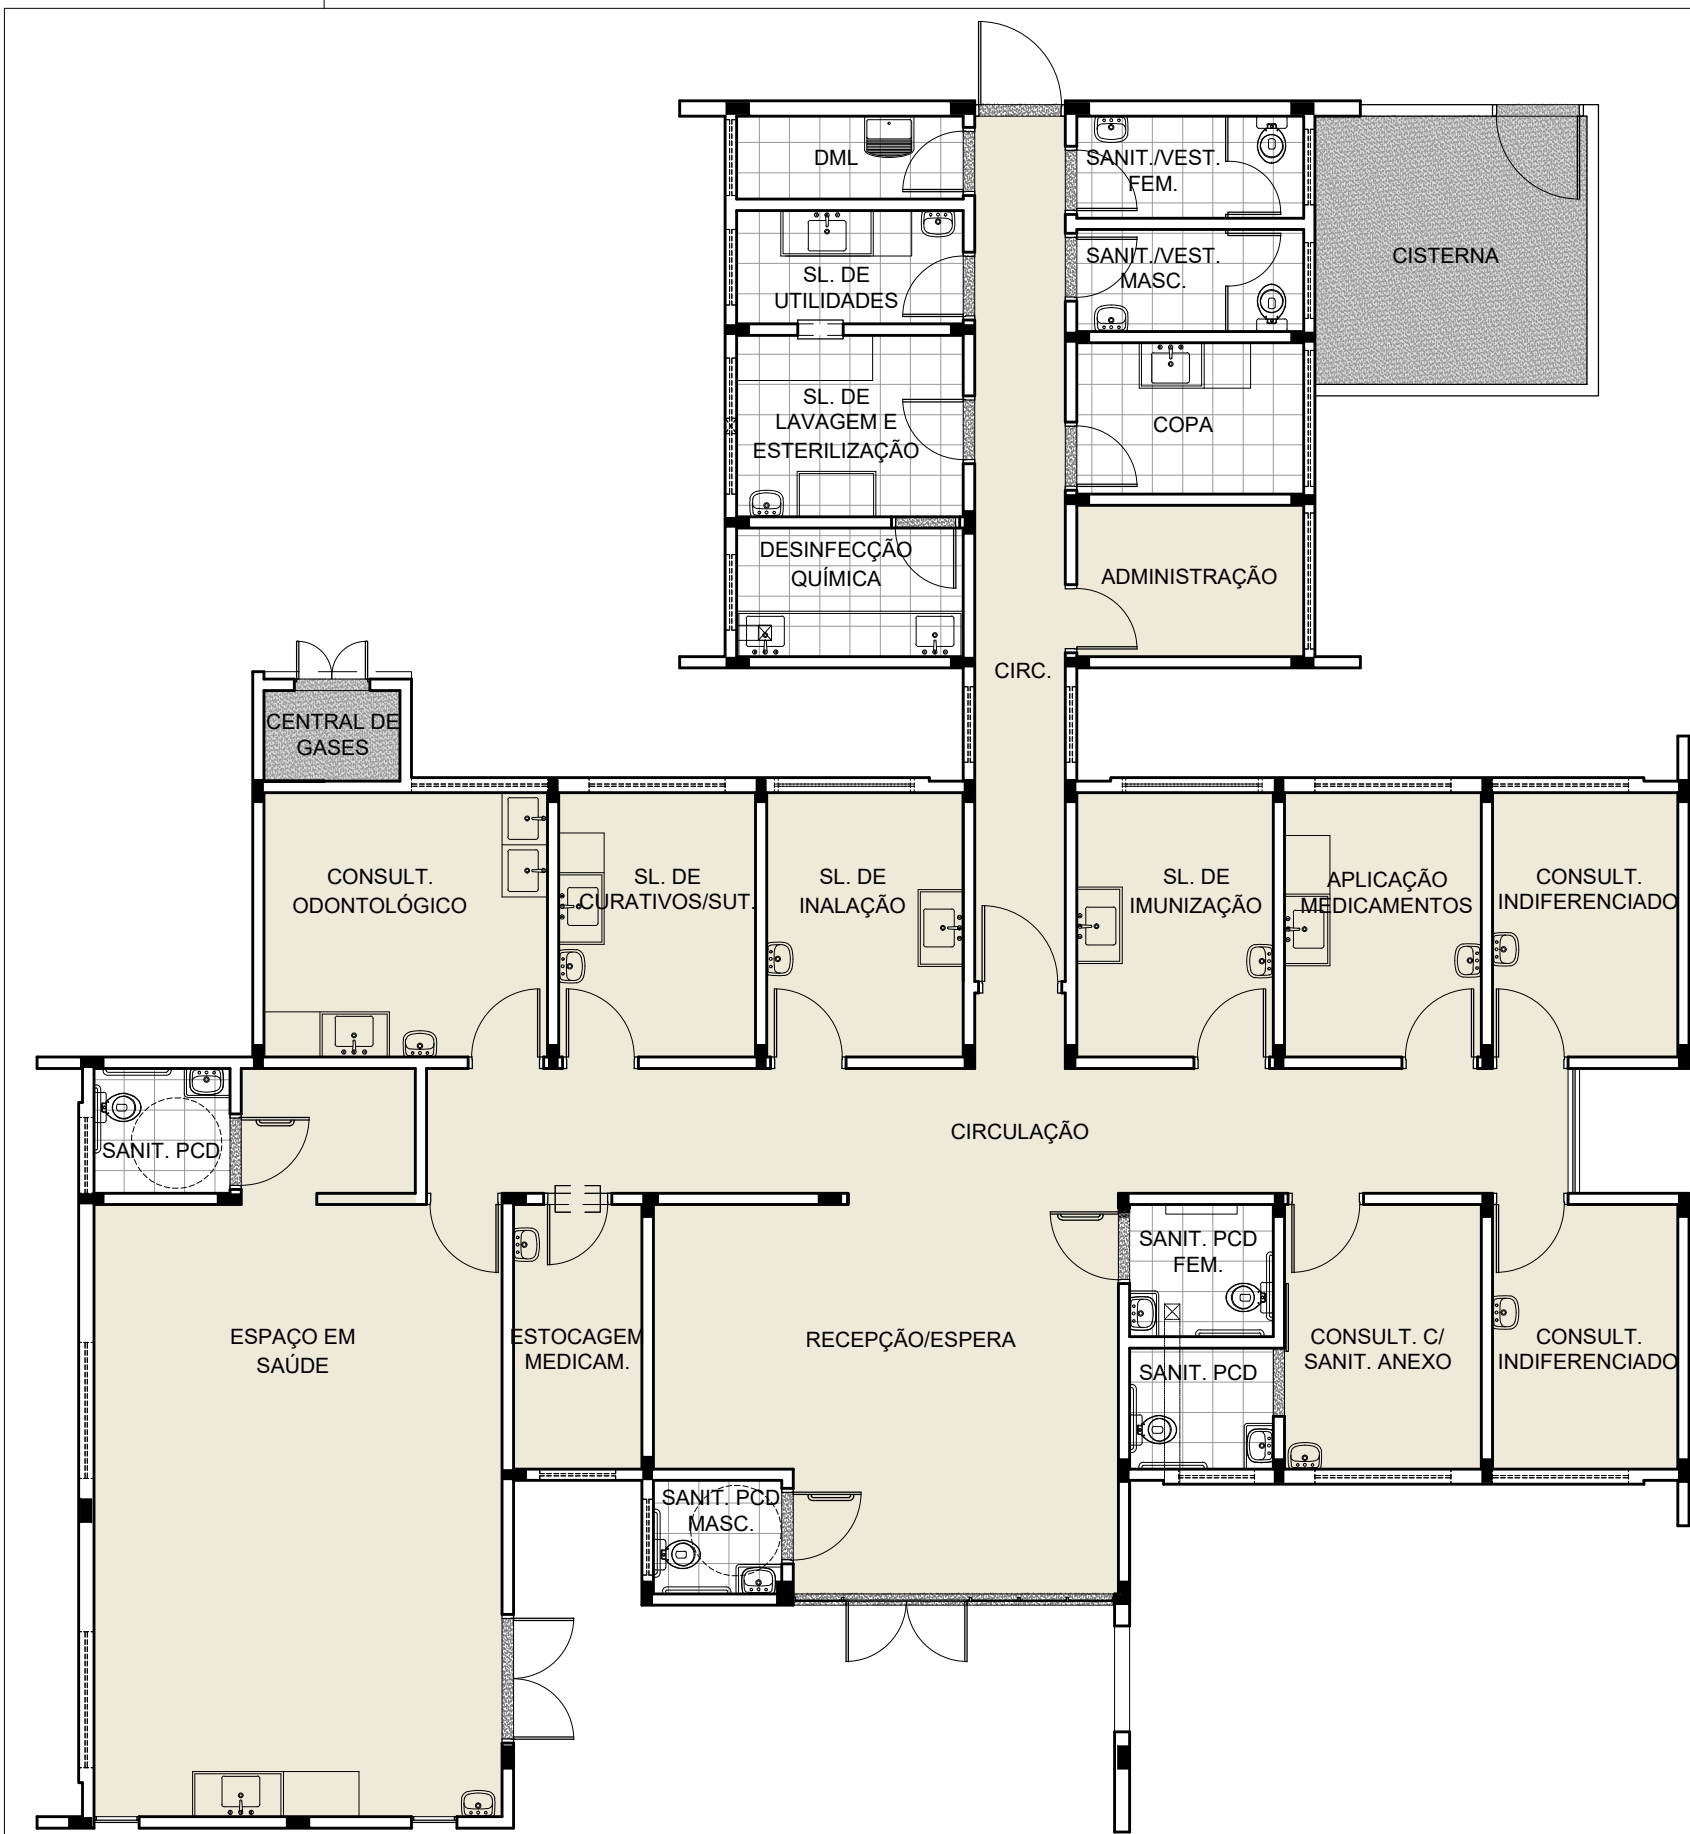 DML
SANIT./VEST.
FEM.
SL. DE
UTILIDADES
SANIT./VEST.
MASC.
CISTERNA
SL. DE
LAVAGEM E
ESTERILIZAÇÃO
COPA
DESINFECÇÃO
QUÍMICA
ADMINISTRAÇÃO
CIRC.
CENTRAL DE
GASES
CONSULT.
ODONTOLÓGICO
SL. DE
CURATIVOS/SUT.
SL. DE
INALAÇÃO
SL. DE
IMUNIZAÇÃO
APLICAÇÃO
MEDICAMENTOS
CONSULT.
INDIFERENCIADO
SANIT. PCD
CIRCULAÇÃO
ESPAÇO EM
SAÚDE
ESTOCAGEM
MEDICAM.
RECEPÇÃO/ESPERA
SANIT. PCD
FEM.
SANIT. PCD
CONSULT. C/
SANIT. ANEXO
CONSULT.
INDIFERENCIADO
SANIT. PCD
MASC.